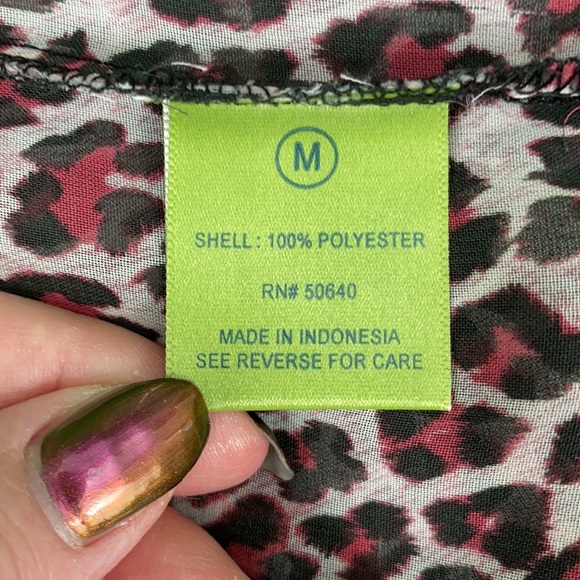 M
SHELL : 100% POLYESTER
RN# 50640
MADE IN INDONESIA
SEE REVERSE FOR CARE